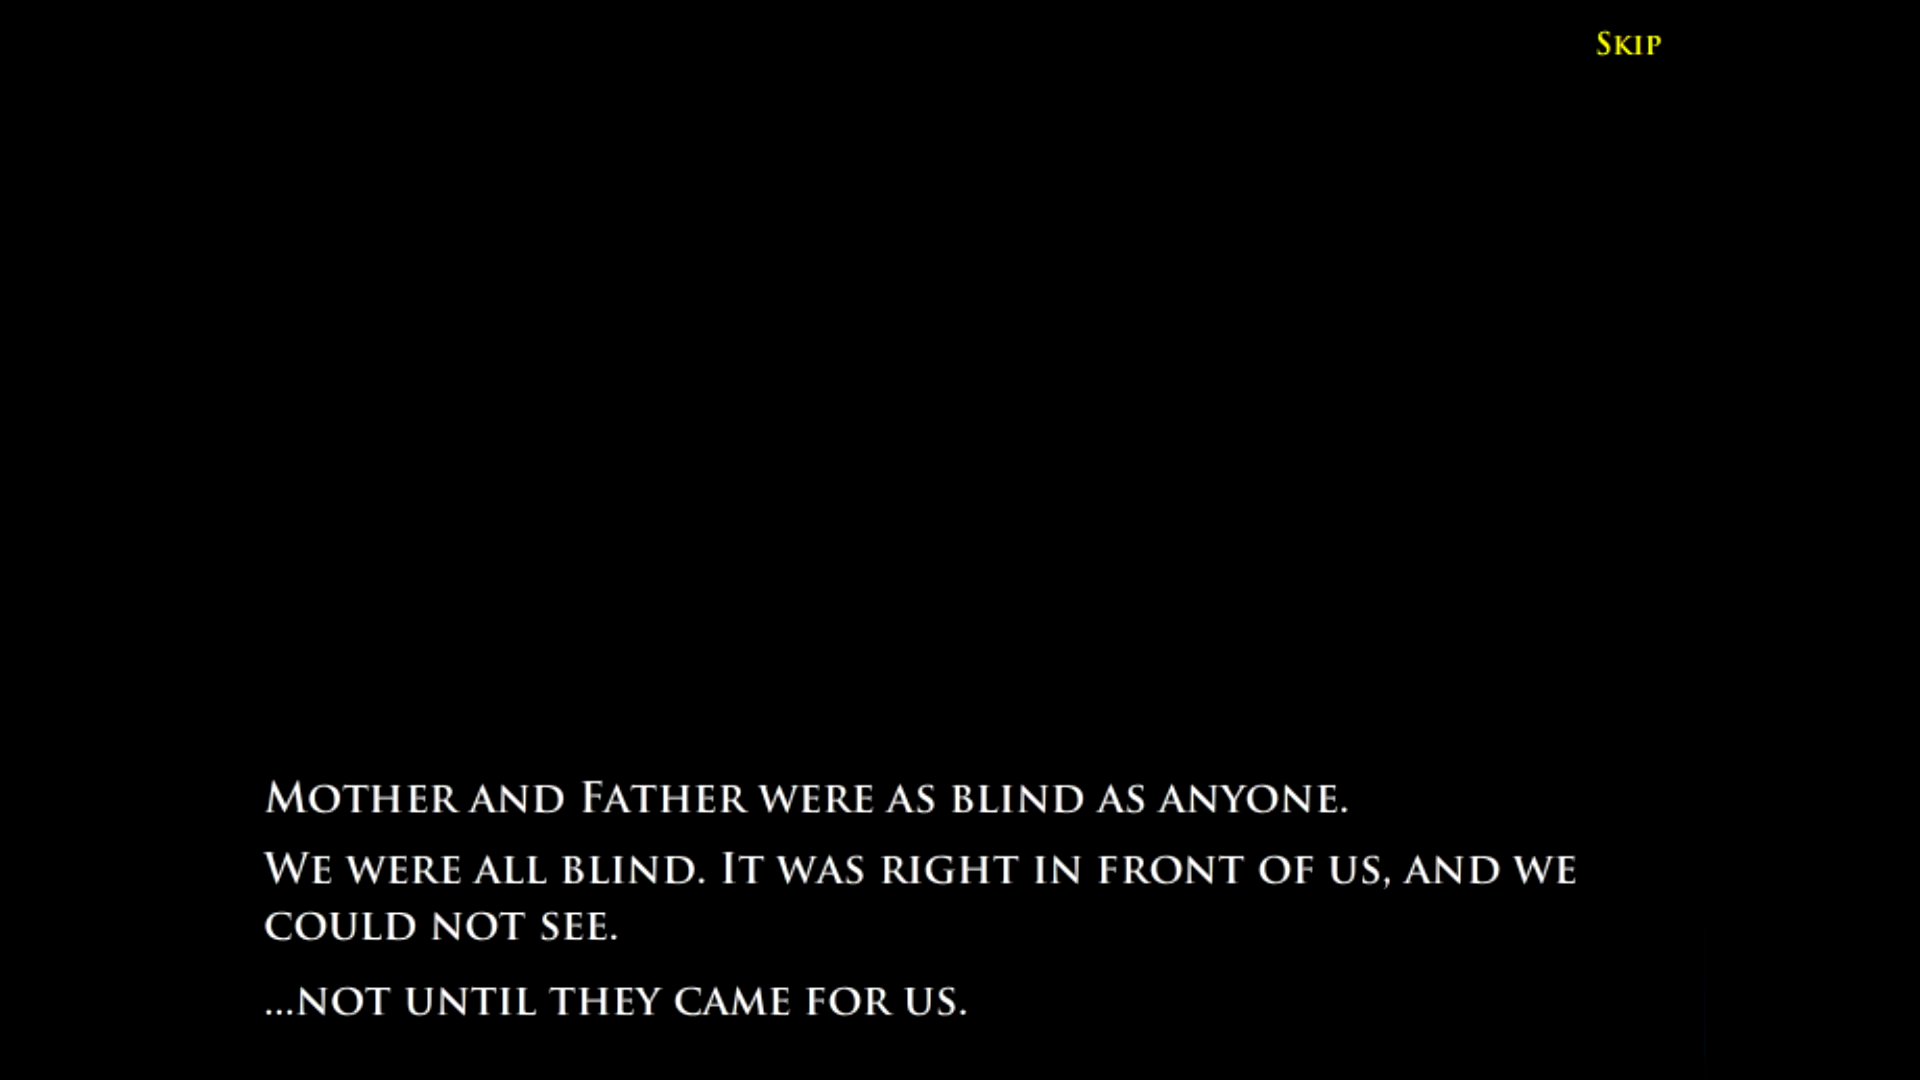 Skip
Mother and Father were as blind as anyone.
We were all blind. It was right in front of us, and we
could not see.
...not until they came for us.